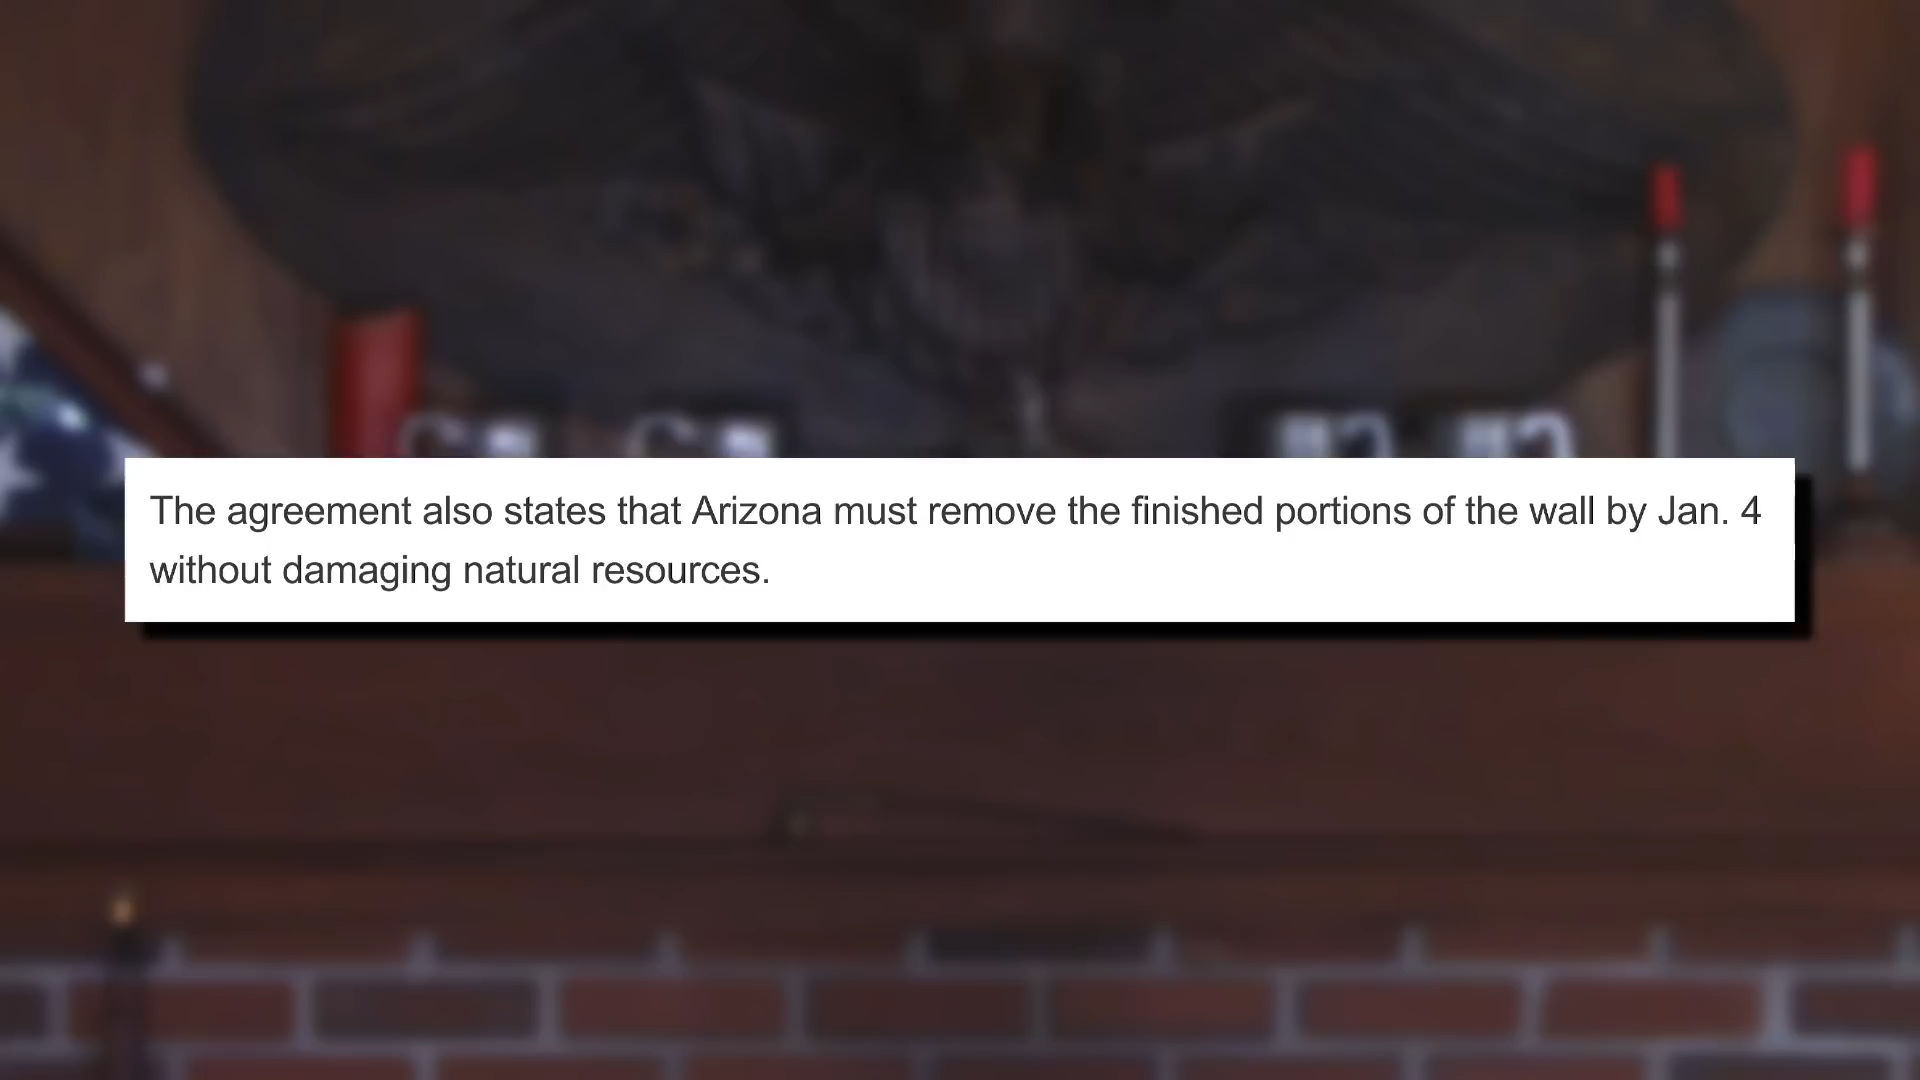 The agreement also states that Arizona must remove the finished portions of the wall by Jan. 4
without damaging natural resources.